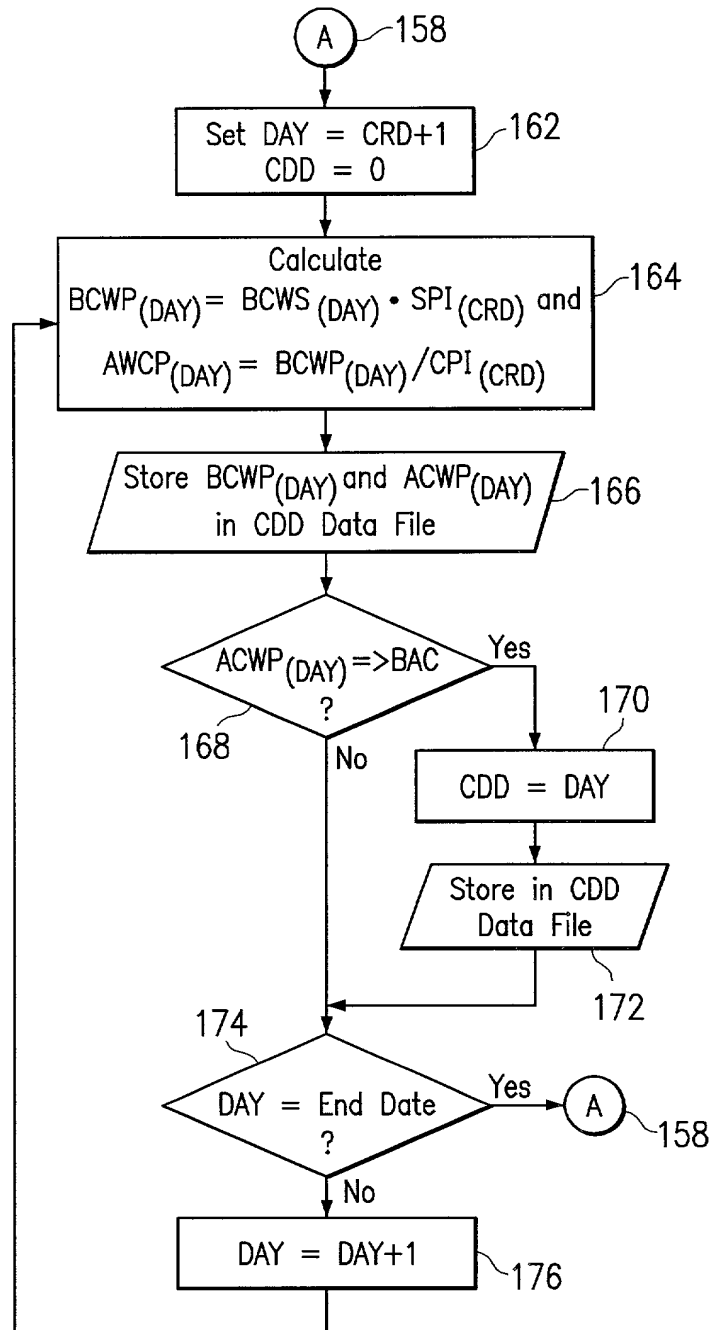 A
158
Set DAY = CRD+1
CDD = 0
162
Calculate
BCWP(DAY) = BCWS(DAY) • SPI(CRD) and
AWCP(DAY) = BCWP(DAY) /CPI(CRD)
164
Store BCWP(DAY) and ACWP(DAY)
in CDD Data File
166
ACWP(DAY) =>BAC
?
Yes
168
No
170
CDD = DAY
Store in CDD
Data File
172
174
DAY = End Date
?
Yes
A
158
No
DAY = DAY+1
176